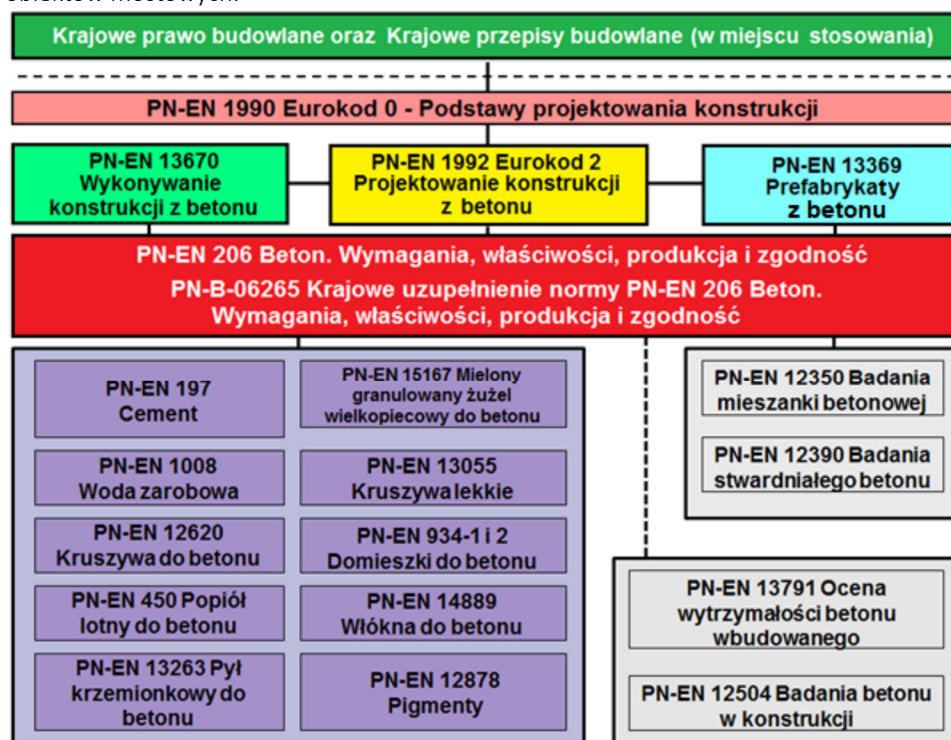 Krajowe prawo budowlane oraz Krajowe przepisy budowlane (w miejscu stosowania)
PN-EN 1990 Eurokod 0 - Podstawy projektowania konstrukcji
PN-EN 13670
Wykonywanie
konstrukcji z betonu
PN-EN 1992 Eurokod 2
Projektowanie konstrukcji
z betonu
PN-EN 13369
Prefabrykaty
z betonu
PN-EN 206 Beton. Wymagania, właściwości, produkcja i zgodność
PN-B-06265 Krajowe uzupełnienie normy PN-EN 206 Beton.
Wymagania, właściwości, produkcja i zgodność
PN-EN 197
Cement
PN-EN 15167 Mielony
granulowany żużel
wielkopiecowy do betonu
PN-EN 1008
Woda zarobowa
PN-EN 13055
Kruszywa lekkie
PN-EN 12620
Kruszywa do betonu
PN-EN 934-1 i 2
Domieszki do betonu
PN-EN 450 Popiół
lotny do betonu
PN-EN 14889
Włókna do betonu
PN-EN 13263 Pył
krzemionkowy do
betonu
PN-EN 12878
Pigmenty
PN-EN 12350 Badania
mieszanki betonowej
PN-EN 12390 Badania
stwardniałego betonu
PN-EN 13791 Ocena
wytrzymałości betonu
wbudowanego
PN-EN 12504 Badania betonu
w konstrukcji